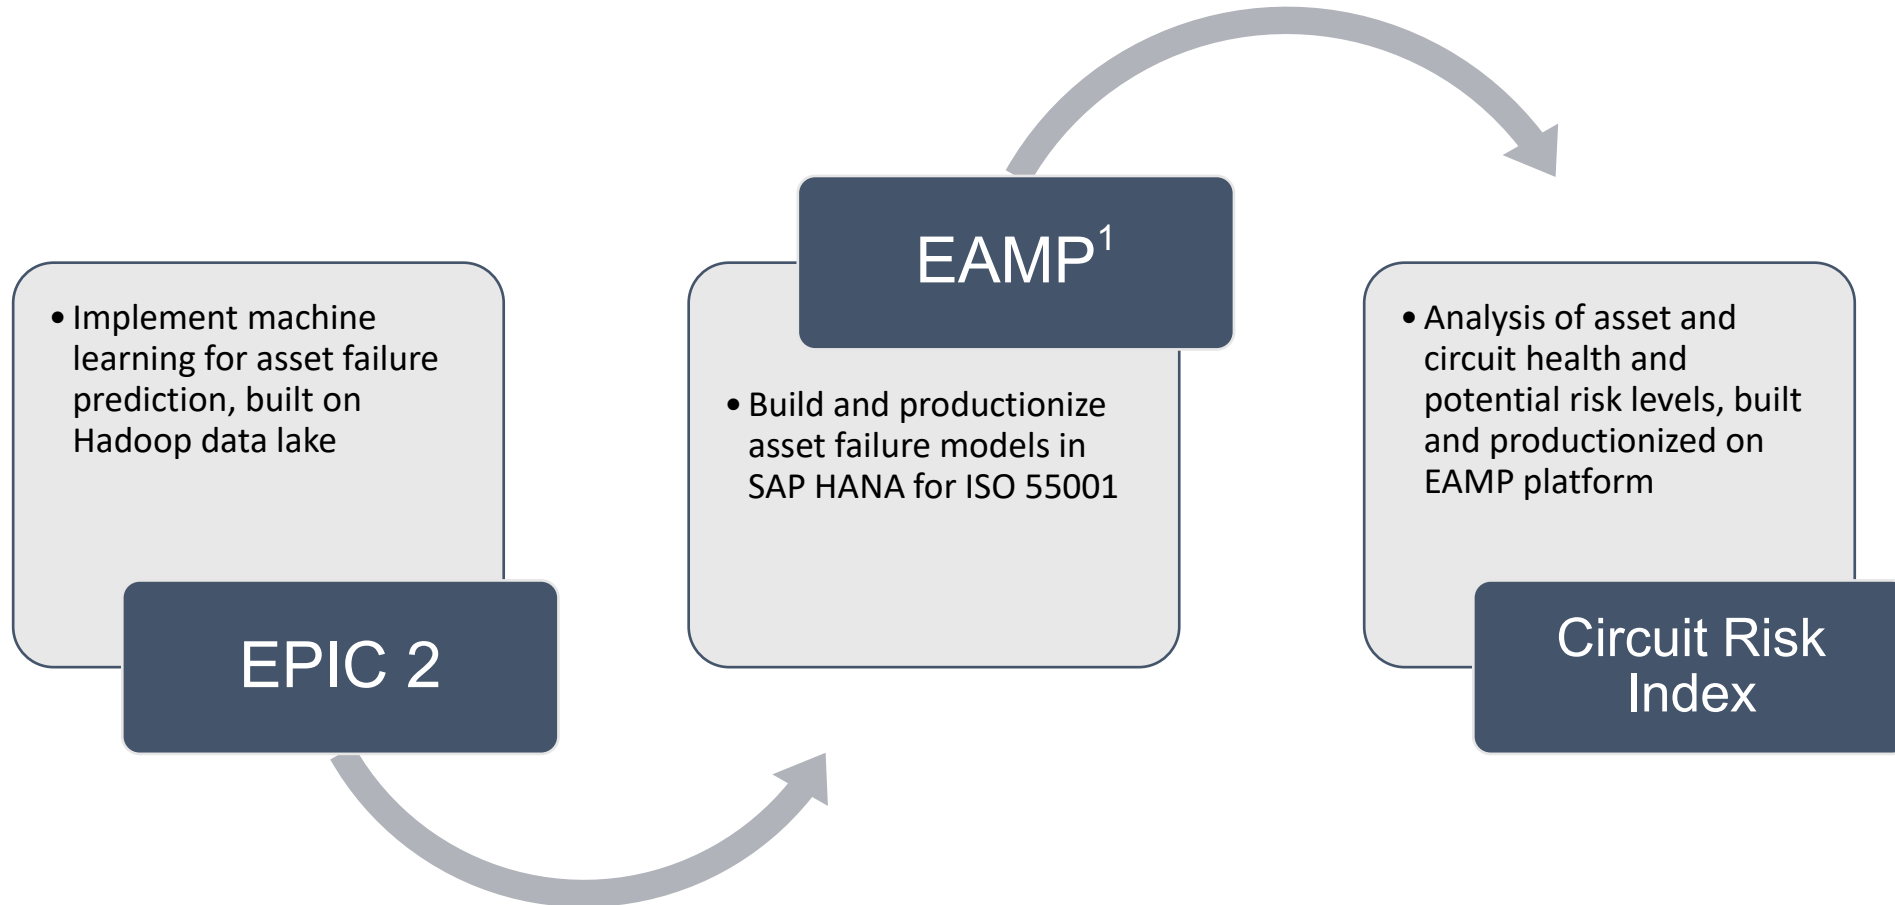 • Implement machine
learning for asset failure
prediction, built on
Hadoop data lake
EPIC 2
EAMP¹
• Build and productionize
asset failure models in
SAP HANA for ISO 55001
• Analysis of asset and
circuit health and
potential risk levels, built
and productionized on
EAMP platform
Circuit Risk
Index